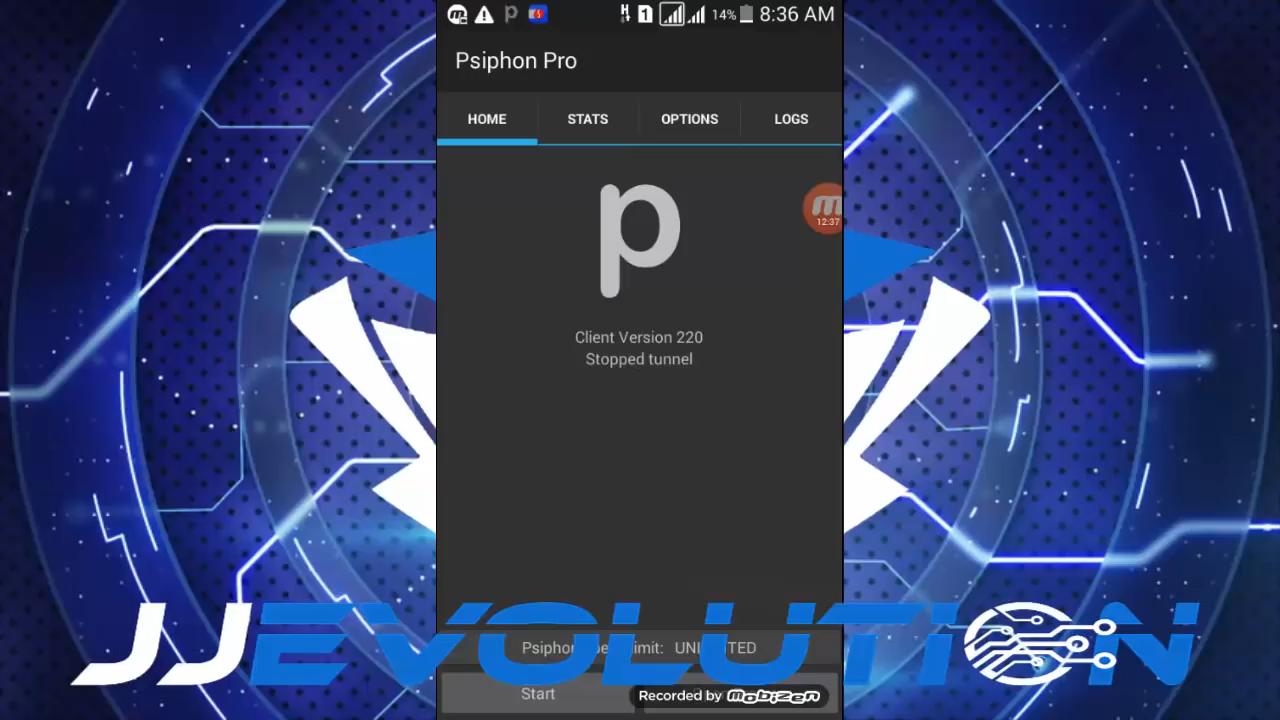 14% 8:36 AM
Psiphon Pro
HOME STATS OPTIONS LOGS
p
12:37
Client Version 220
Stopped tunnel
JJEVOLUTION
UNLIMITED
Start
Recorded by mobizen